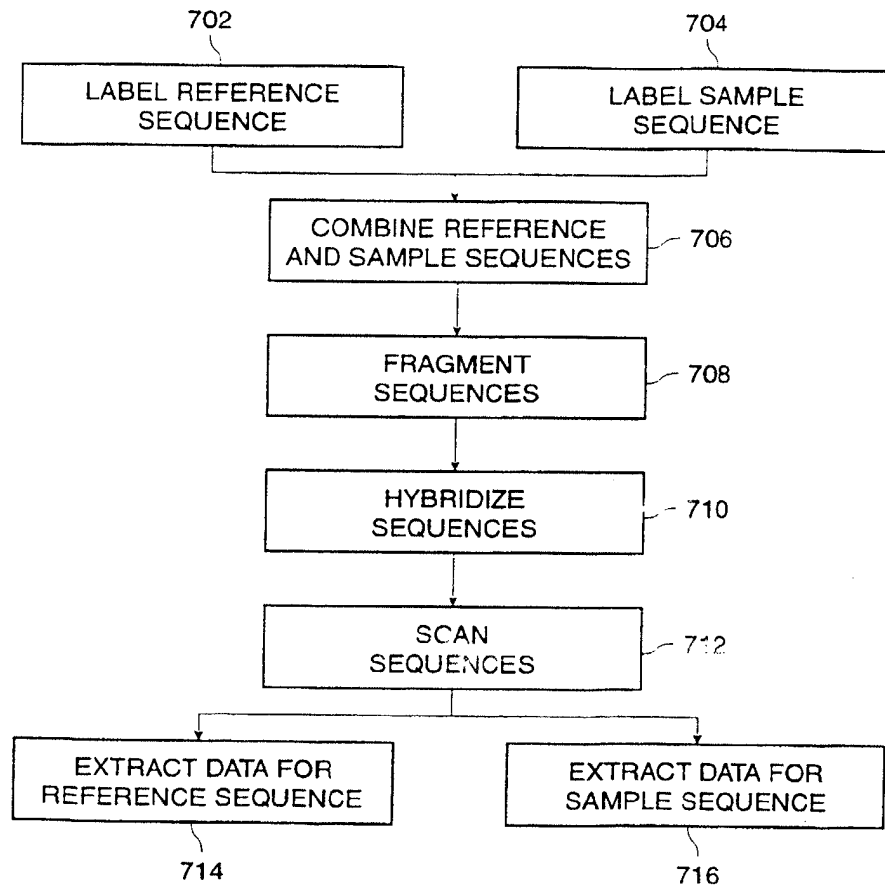 702
704
LABEL REFERENCE
SEQUENCE
LABEL SAMPLE
SEQUENCE
COMBINE REFERENCE
AND SAMPLE SEQUENCES
706
FRAGMENT
SEQUENCES
708
HYBRIDIZE
SEQUENCES
710
SCAN
SEQUENCES
712
EXTRACT DATA FOR
REFERENCE SEQUENCE
EXTRACT DATA FOR
SAMPLE SEQUENCE
714
716